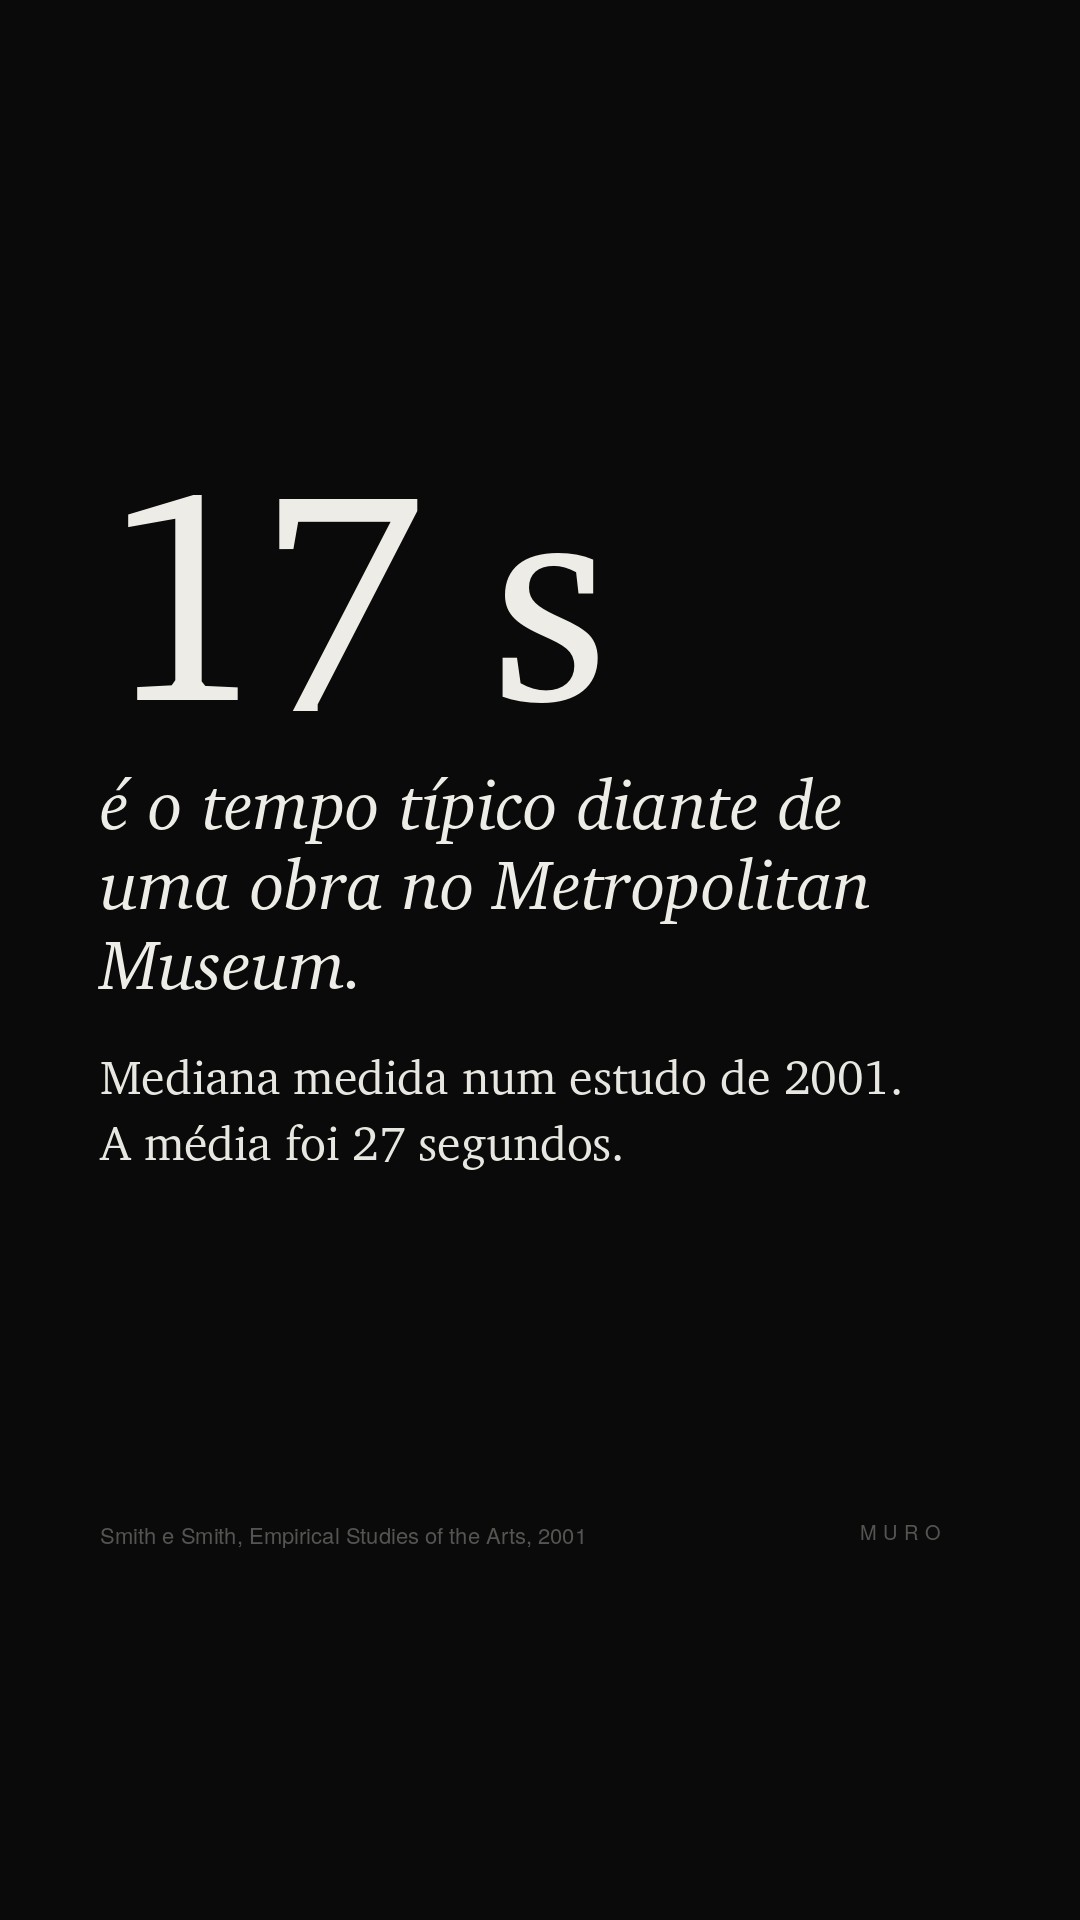 17 s
é o tempo típico diante de
uma obra no Metropolitan
Museum.
Mediana medida num estudo de 2001.
A média foi 27 segundos.
Smith e Smith, Empirical Studies of the Arts, 2001
MURO